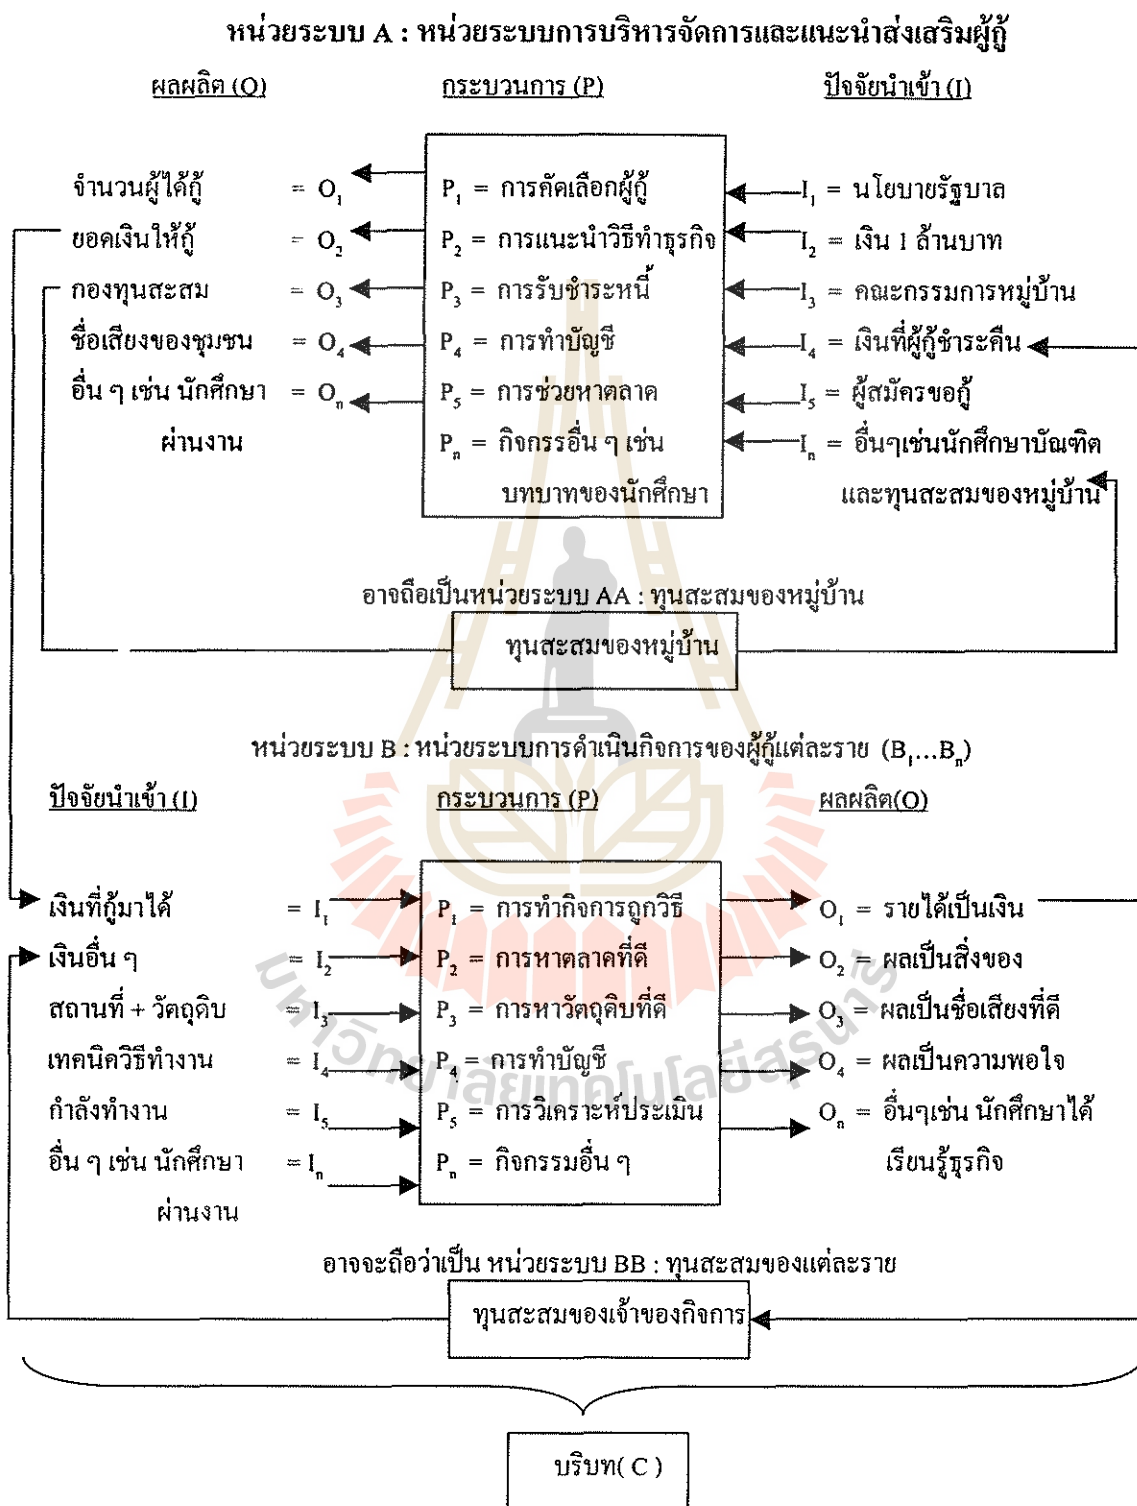 หน่วยระบบ A : หน่วยระบบการบริหารจัดการและแนะนำส่งเสริมผู้กู้
ผลผลิต (O) กระบวนการ (P) ปัจจัยนำเข้า (I)
จำนวนผู้ได้กู้ = O1 P1 = การคัดเลือกผู้กู้ I1 = นโยบายรัฐบาล
ยอดเงินให้กู้ = O2 P2 = การแนะนำวิธีทำธุรกิจ I2 = เงิน 1 ล้านบาท
กองทุนสะสม = O3 P3 = การรับชำระหนี้ I3 = คณะกรรมการหมู่บ้าน
ชื่อเสียงของชุมชน = O4 P4 = การทำบัญชี I4 = เงินที่ผู้กู้ชำระคืน
อื่น ๆ เช่น นักศึกษา = On P5 = การช่วยหาตลาด I5 = ผู้สมัครขอกู้
ผ่านงาน Pn = กิจกรรอื่น ๆ เช่น In = อื่นๆเช่นนักศึกษาบัณฑิต
บทบาทของนักศึกษา และทุนสะสมของหมู่บ้าน
อาจถือเป็นหน่วยระบบ AA : ทุนสะสมของหมู่บ้าน
ทุนสะสมของหมู่บ้าน
หน่วยระบบ B : หน่วยระบบการดำเนินกิจการของผู้กู้แต่ละราย (B1...Bn)
ปัจจัยนำเข้า (I) กระบวนการ (P) ผลผลิต(O)
เงินที่กู้มาได้ = I1 P1 = การทำกิจการถูกวิธี O1 = รายได้เป็นเงิน
เงินอื่น ๆ = I2 P2 = การหาตลาดที่ดี O2 = ผลเป็นสิ่งของ
สถานที่ + วัตถุดิบ = I3 P3 = การหาวัตถุดิบที่ดี O3 = ผลเป็นชื่อเสียงที่ดี
เทคนิควิธีทำงาน = I4 P4 = การทำบัญชี O4 = ผลเป็นความพอใจ
กำลังทำงาน = I5 P5 = การวิเคราะห์ประเมิน On = อื่นๆเช่น นักศึกษาได้
อื่น ๆ เช่น นักศึกษา = In Pn = กิจกรรมอื่น ๆ เรียนรู้ธุรกิจ
ผ่านงาน
มหาวิทยาลัยเทคโนโลยีสุรนารี
อาจจะถือว่าเป็น หน่วยระบบ BB : ทุนสะสมของแต่ละราย
ทุนสะสมของเจ้าของกิจการ
บริบท( C )